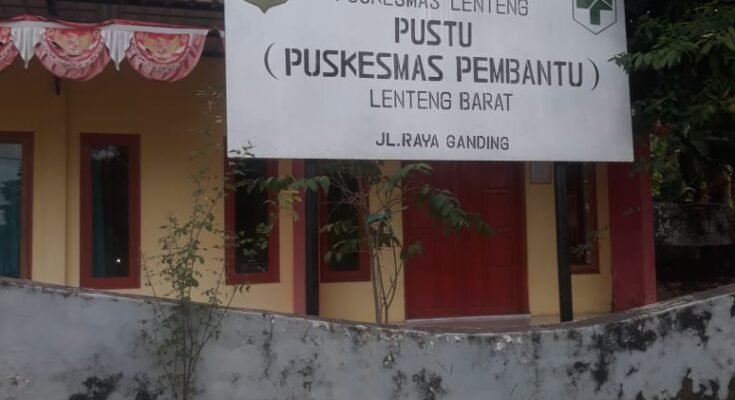 PUSKESMAS LENTENG
PUSTU
(PUSKESMAS PEMBANTU)
LENTENG BARAT
JL.RAYA GANDING